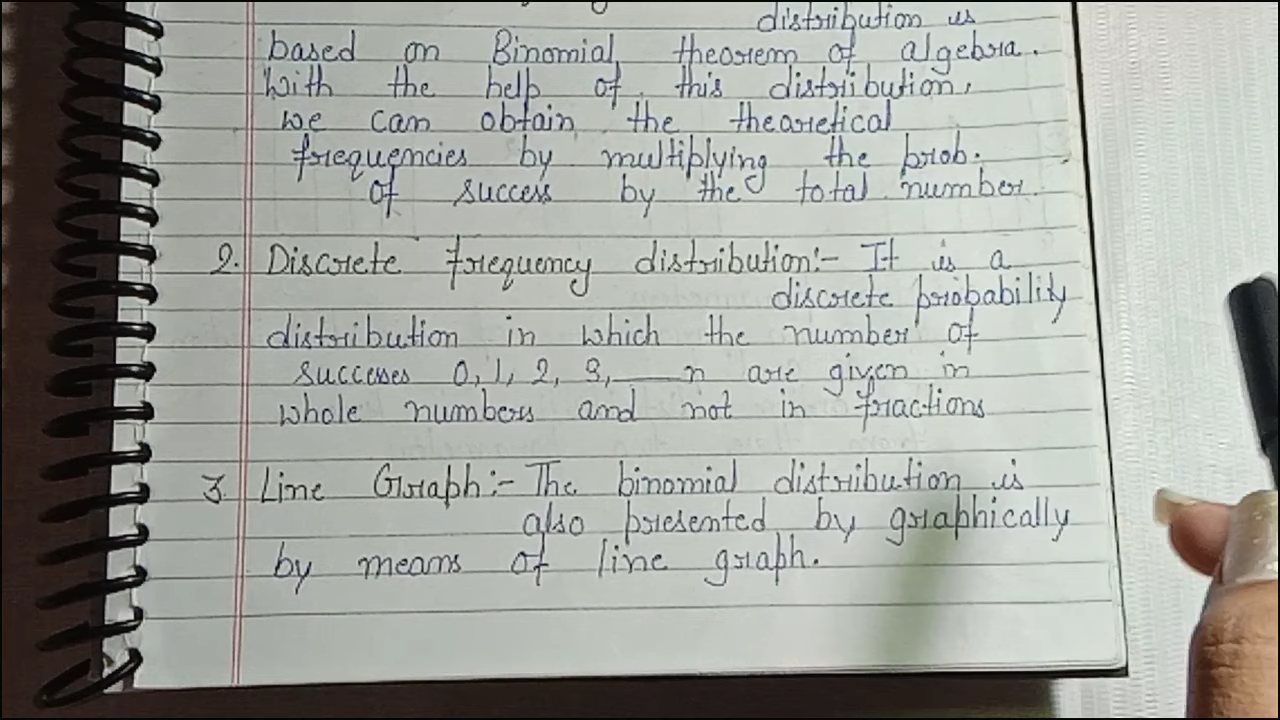 distribution is
based on Binomial theorem of algebra.
With the help of this distribution,
we can obtain the theoretical
frequencies by multiplying the prob.
of success by the total number.
2. Discrete frequency distribution:- It is a
discrete probability
distribution in which the number of
successes 0, 1, 2, 3, — n are given in
whole numbers and not in fractions
3. Line Graph:- The binomial distribution is
also presented by graphically
by means of line graph.